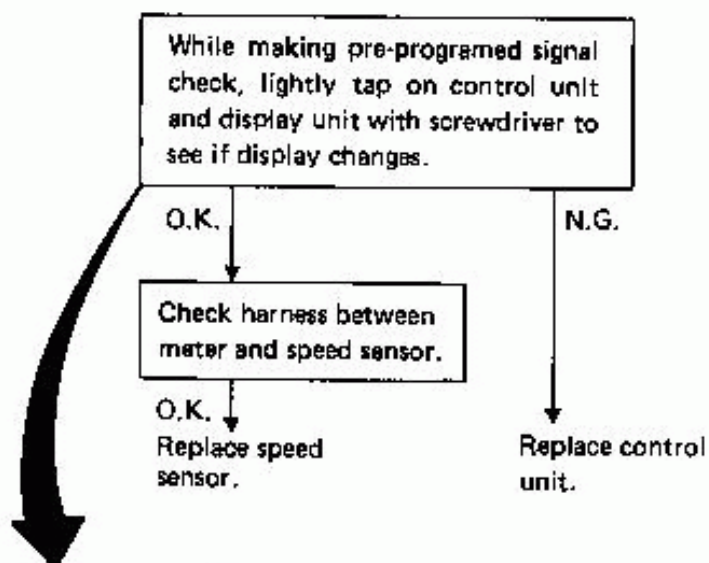 While making pre-programed signal
check, lightly tap on control unit
and display unit with screwdriver to
see if display changes.
O.K.
N.G.
Check harness between
meter and speed sensor.
O.K.
Replace speed
sensor.
Replace control
unit.